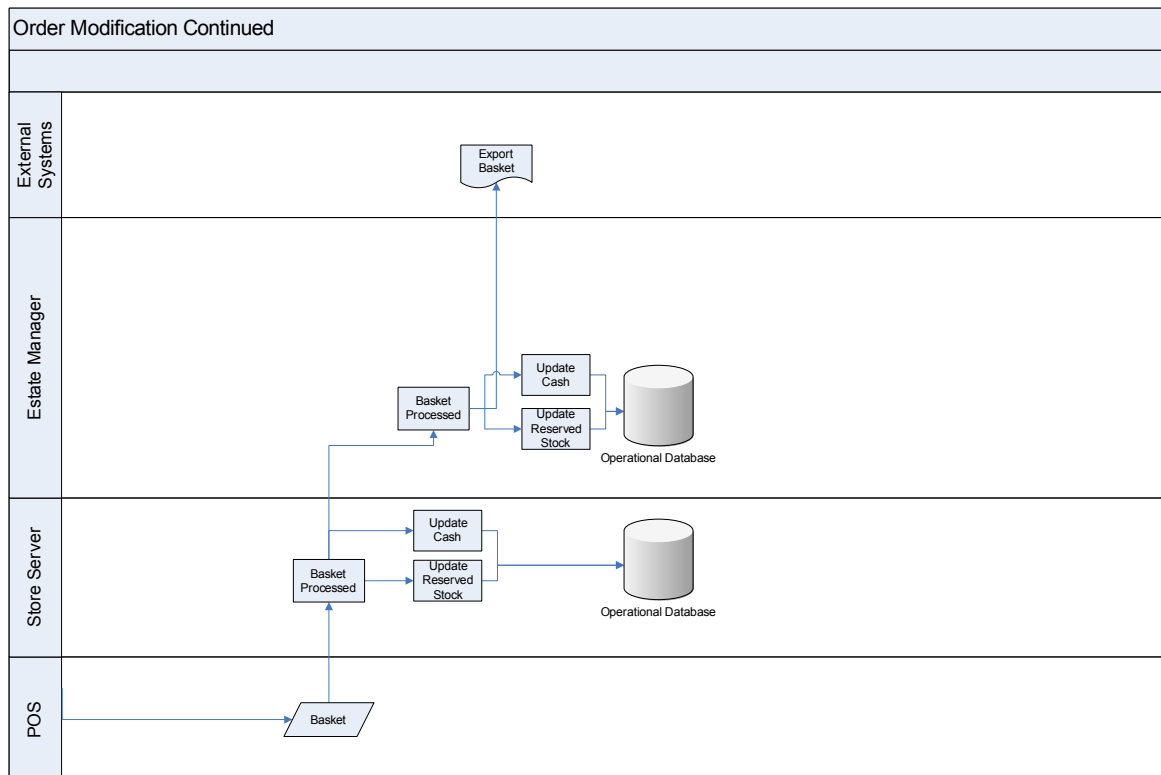 Order Modification Continued
External
Systems
Export
Basket
Estate Manager
Update
Cash
Basket
Processed
Update
Reserved
Stock
Operational Database
Store Server
Update
Cash
Basket
Processed
Update
Reserved
Stock
Operational Database
POS
Basket